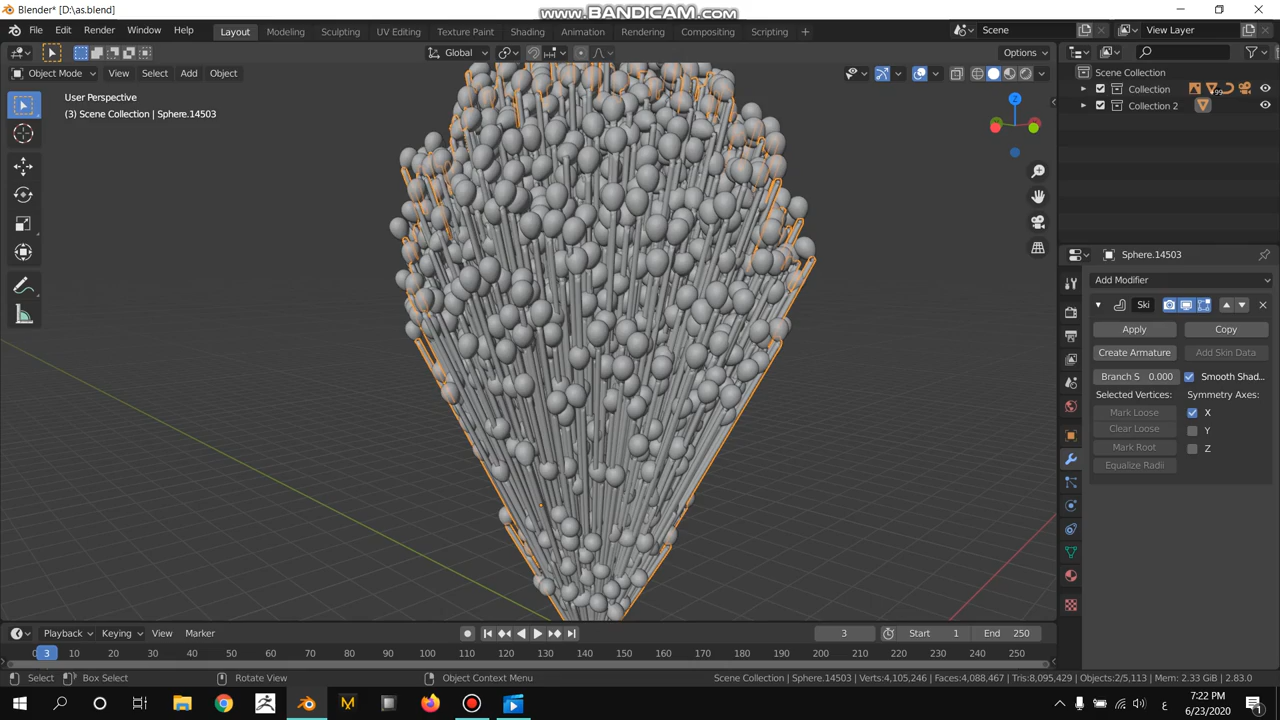 Blender* [D:\as.blend]
www.BANDICAM.com
File Edit Render Window Help
Layout Modeling Sculpting UV Editing Texture Paint Shading Animation Rendering Compositing Scripting +
Scene
View Layer
Global
Options
Object Mode View Select Add Object
Scene Collection
Collection 99
Collection 2
User Perspective
(3) Scene Collection | Sphere.14503
Z
Sphere.14503
Add Modifier
Ski
Apply Copy
Create Armature Add Skin Data
Branch S 0.000 Smooth Shad...
Selected Vertices: Symmetry Axes:
Mark Loose X
Clear Loose Y
Mark Root Z
Equalize Radii
Playback Keying View Marker 3 Start 1 End 250
0 3 10 20 30 40 50 60 70 80 90 100 110 120 130 140 150 160 170 180 190 200 210 220 230 240 250
Select Box Select Rotate View Object Context Menu Scene Collection | Sphere.14503 | Verts:4,105,246 | Faces:4,088,467 | Tris:8,095,429 | Objects:2/5,113 | Mem: 2.33 GiB | 2.83.0
7:22 PM
ع
6/23/2020
1